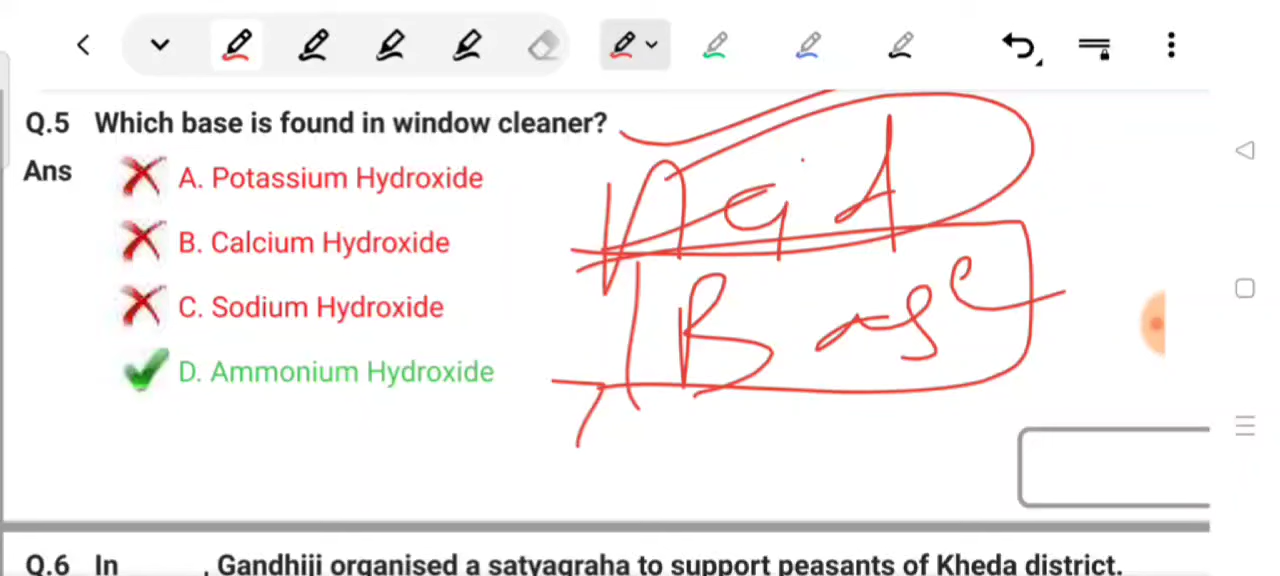 Q.5 Which base is found in window cleaner?
Ans A. Potassium Hydroxide
B. Calcium Hydroxide
C. Sodium Hydroxide
D. Ammonium Hydroxide
Acid
Base
Q.6 In _____, Gandhiji organised a satyagraha to support peasants of Kheda district.